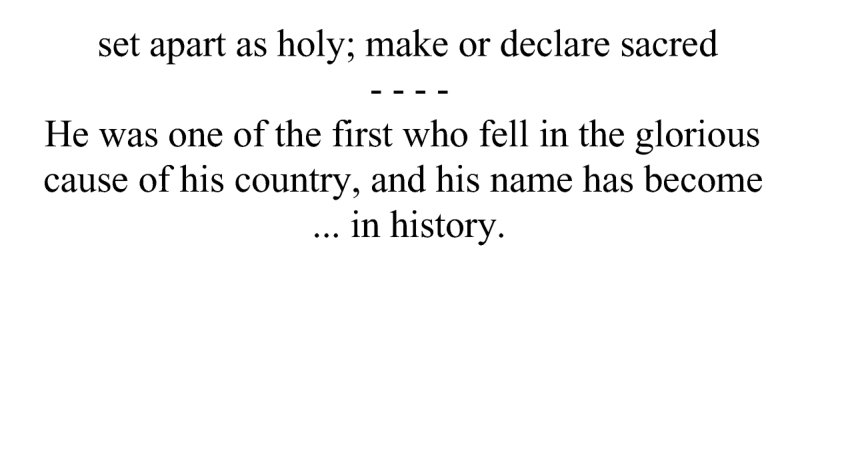 set apart as holy; make or declare sacred
- - - -
He was one of the first who fell in the glorious
cause of his country, and his name has become
... in history.